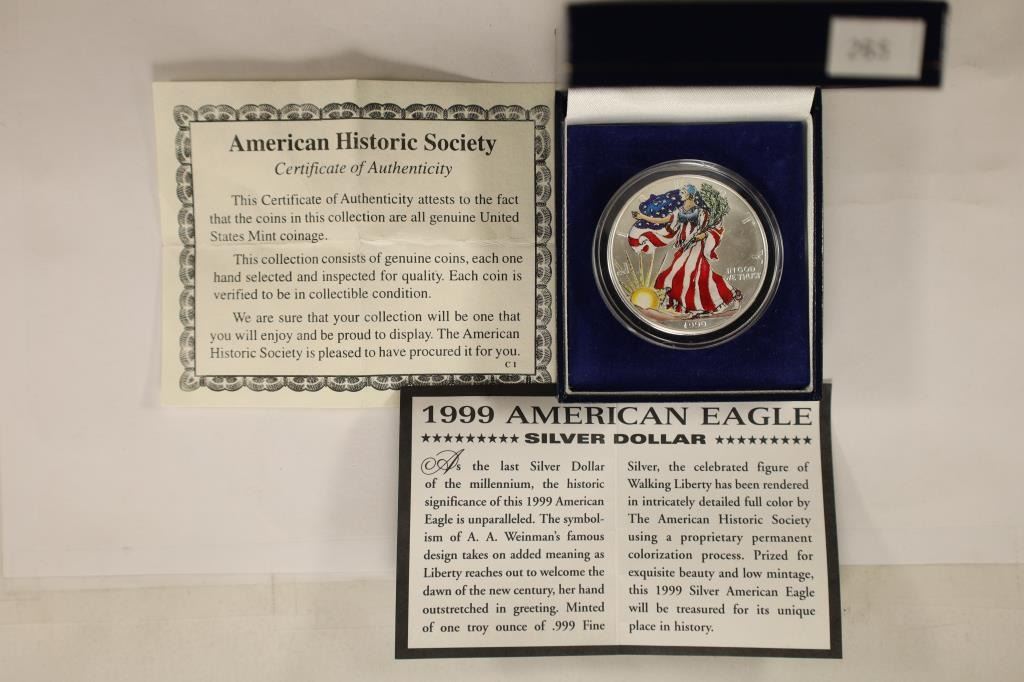 265
American Historic Society
Certificate of Authenticity
This Certificate of Authenticity attests to the fact
that the coins in this collection are all genuine United
States Mint coinage.
This collection consists of genuine coins, each one
hand selected and inspected for quality. Each coin is
verified to be in collectible condition.
We are sure that your collection will be one that
you will enjoy and be proud to display. The American
Historic Society is pleased to have procured it for you.
C1
IN GOD
WE TRUST
1999
1999 AMERICAN EAGLE
★★★★★★★★★ SILVER DOLLAR ★★★★★★★★★
As the last Silver Dollar
of the millennium, the historic
significance of this 1999 American
Eagle is unparalleled. The symbol-
ism of A. A. Weinman's famous
design takes on added meaning as
Liberty reaches out to welcome the
dawn of the new century, her hand
outstretched in greeting. Minted
of one troy ounce of .999 Fine
Silver, the celebrated figure of
Walking Liberty has been rendered
in intricately detailed full color by
The American Historic Society
using a proprietary permanent
colorization process. Prized for
exquisite beauty and low mintage,
this 1999 Silver American Eagle
will be treasured for its unique
place in history.